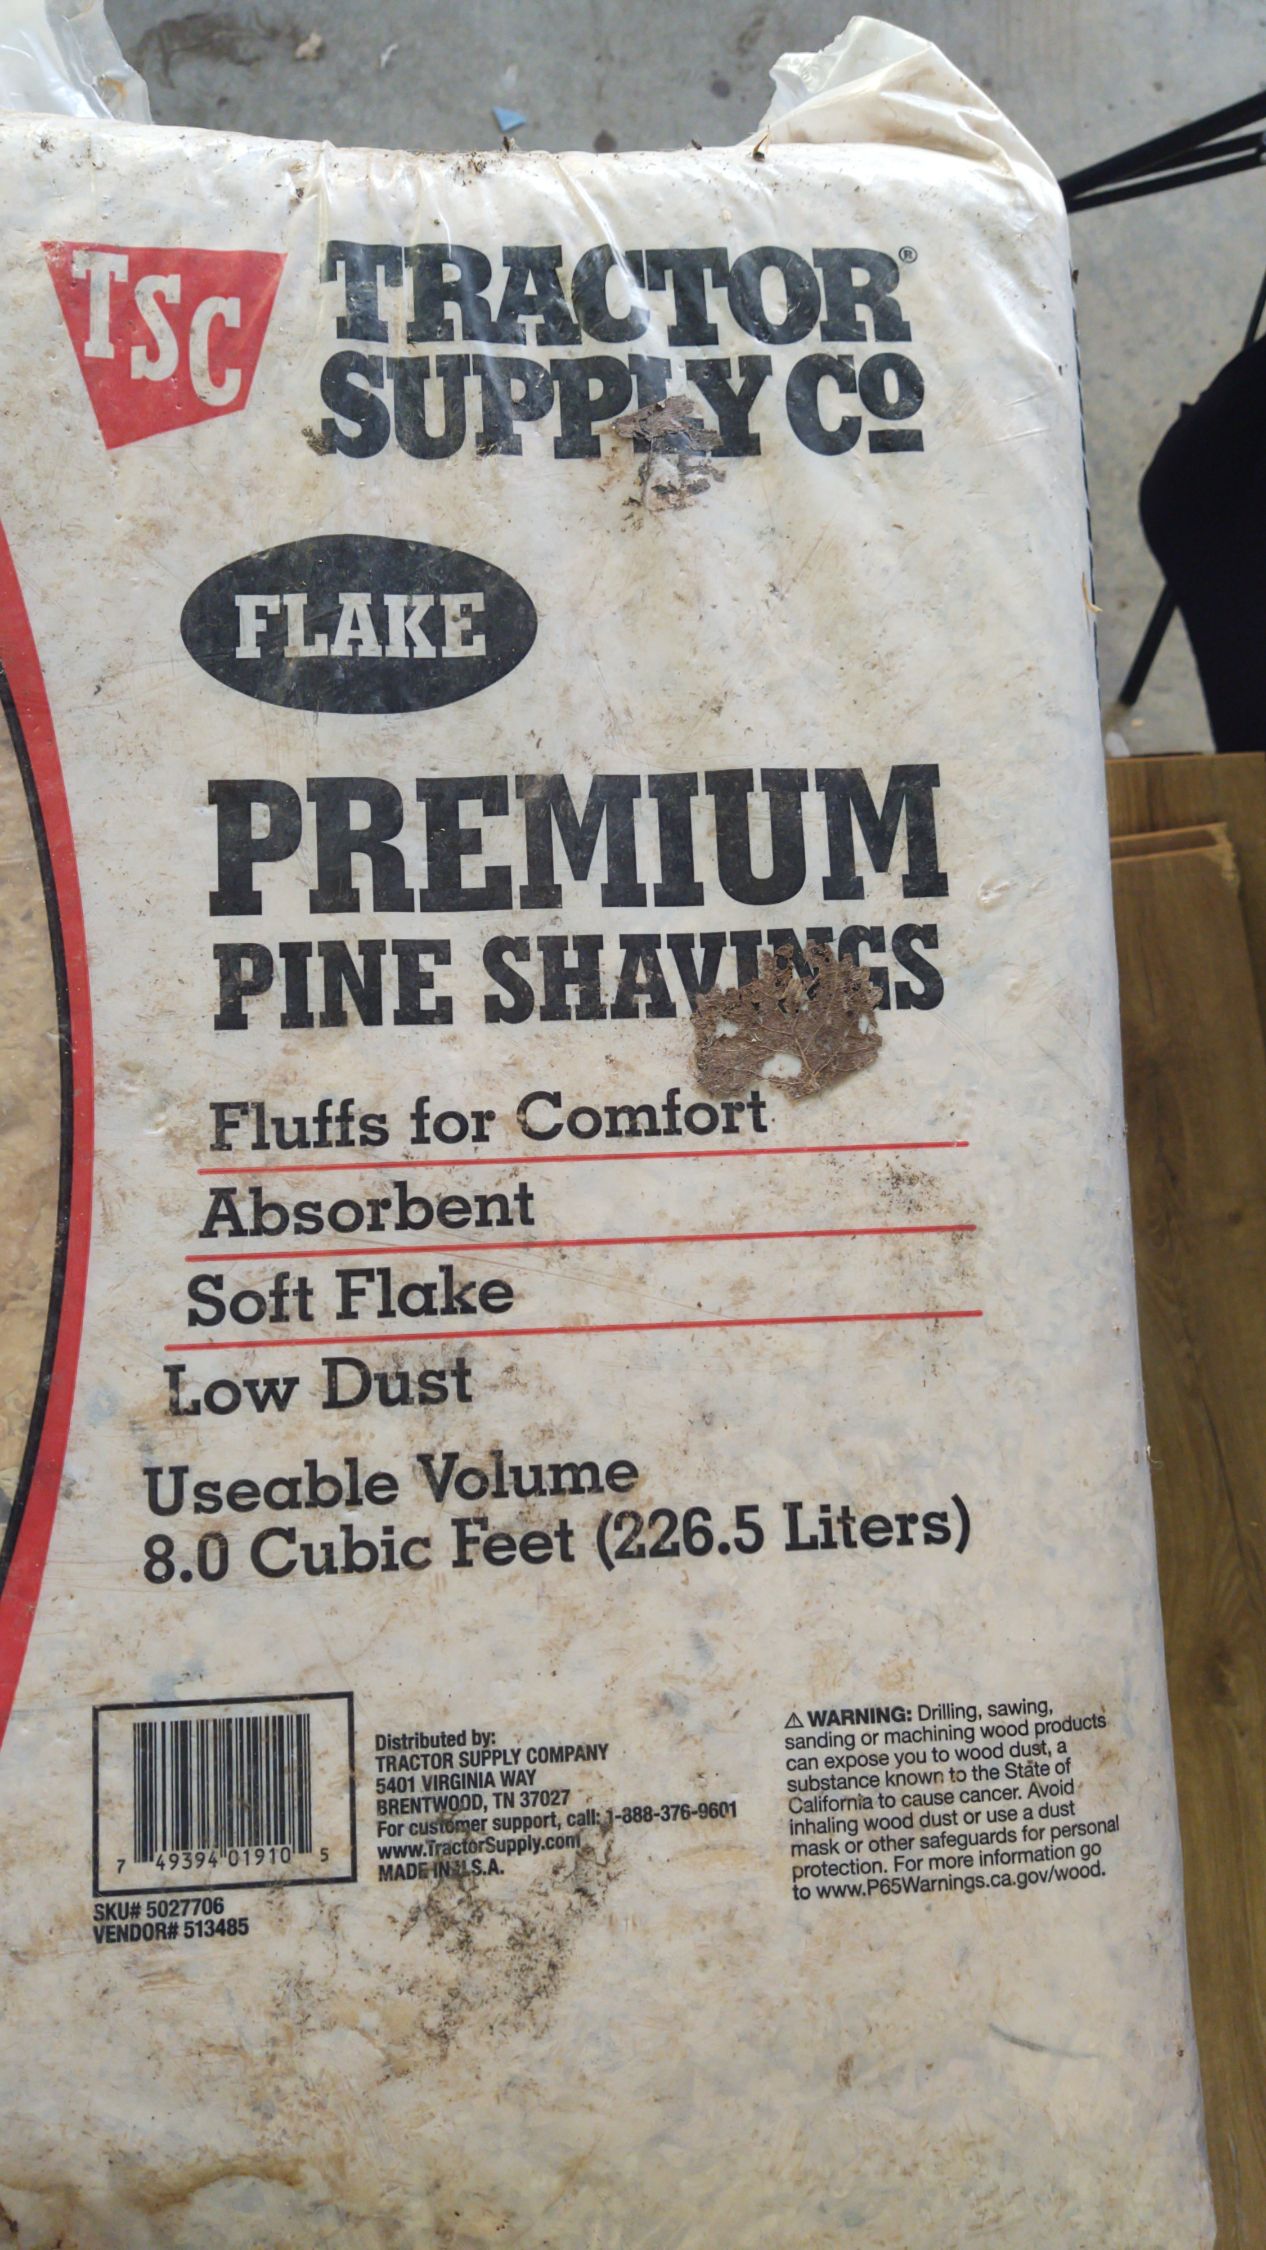 TSC
TRACTOR®
SUPPLY CO
FLAKE
PREMIUM
PINE SHAVINGS
Fluffs for Comfort
Absorbent
Soft Flake
Low Dust
Useable Volume
8.0 Cubic Feet (226.5 Liters)
7 49394 01910 5
SKU# 5027706
VENDOR# 513485
Distributed by:
TRACTOR SUPPLY COMPANY
5401 VIRGINIA WAY
BRENTWOOD, TN 37027
For customer support, call: 1-888-376-9601
www.TractorSupply.com
MADE IN U.S.A.
⚠ WARNING: Drilling, sawing,
sanding or machining wood products
can expose you to wood dust, a
substance known to the State of
California to cause cancer. Avoid
inhaling wood dust or use a dust
mask or other safeguards for personal
protection. For more information go
to www.P65Warnings.ca.gov/wood.